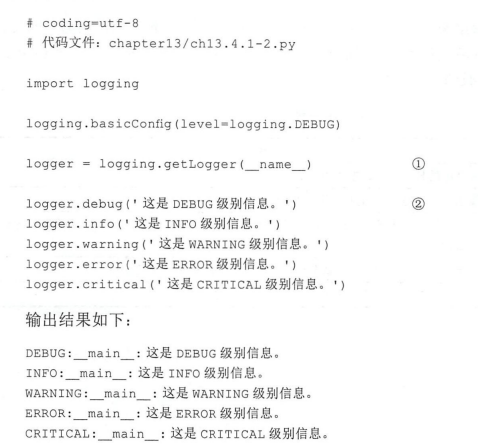 # coding=utf-8
# 代码文件：chapter13/ch13.4.1-2.py
import logging
logging.basicConfig(level=logging.DEBUG)
logger = logging.getLogger(__name__) ①
logger.debug('这是 DEBUG 级别信息。') ②
logger.info('这是 INFO 级别信息。')
logger.warning('这是 WARNING 级别信息。')
logger.error('这是 ERROR 级别信息。')
logger.critical('这是 CRITICAL 级别信息。')
输出结果如下：
DEBUG:__main__:这是 DEBUG 级别信息。
INFO:__main__:这是 INFO 级别信息。
WARNING:__main__:这是 WARNING 级别信息。
ERROR:__main__:这是 ERROR 级别信息。
CRITICAL:__main__:这是 CRITICAL 级别信息。